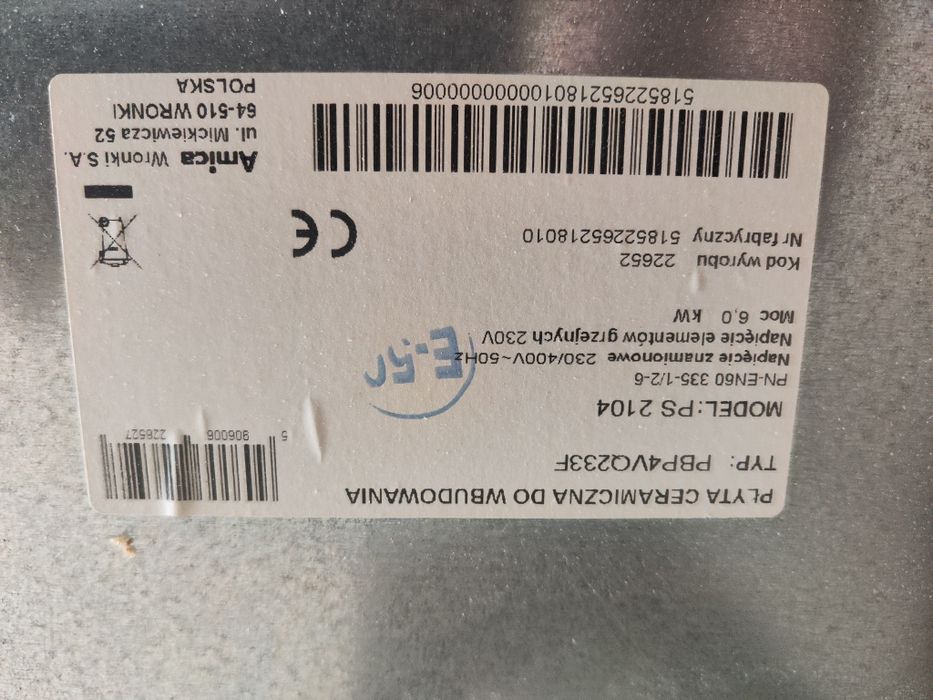 PŁYTA CERAMICZNA DO WBUDOWANIA
TYP: PBP4VQ233F
MODEL: PS 2104
PN-EN60 335-1/2-6
Napięcie znamionowe 230/400V~50Hz
Napięcie elementów grzejnych 230V
Moc 6,0 kW
Kod wyrobu 22652
Nr fabryczny 51852265218010
5 906006 226527
E-50
CE
Amica Wronki S.A.
ul. Mickiewicza 52
64-510 WRONKI
POLSKA
5185226521801000000000006